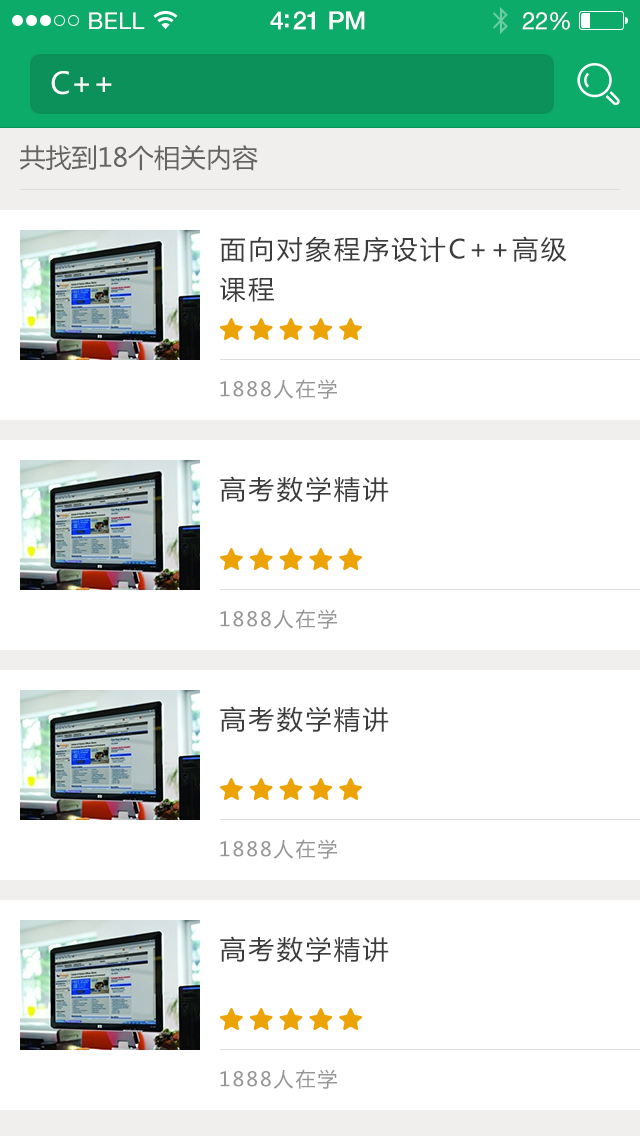 BELL 4:21 PM 22%
C++
共找到18个相关内容
面向对象程序设计C++高级
课程
1888人在学
高考数学精讲
1888人在学
高考数学精讲
1888人在学
高考数学精讲
1888人在学